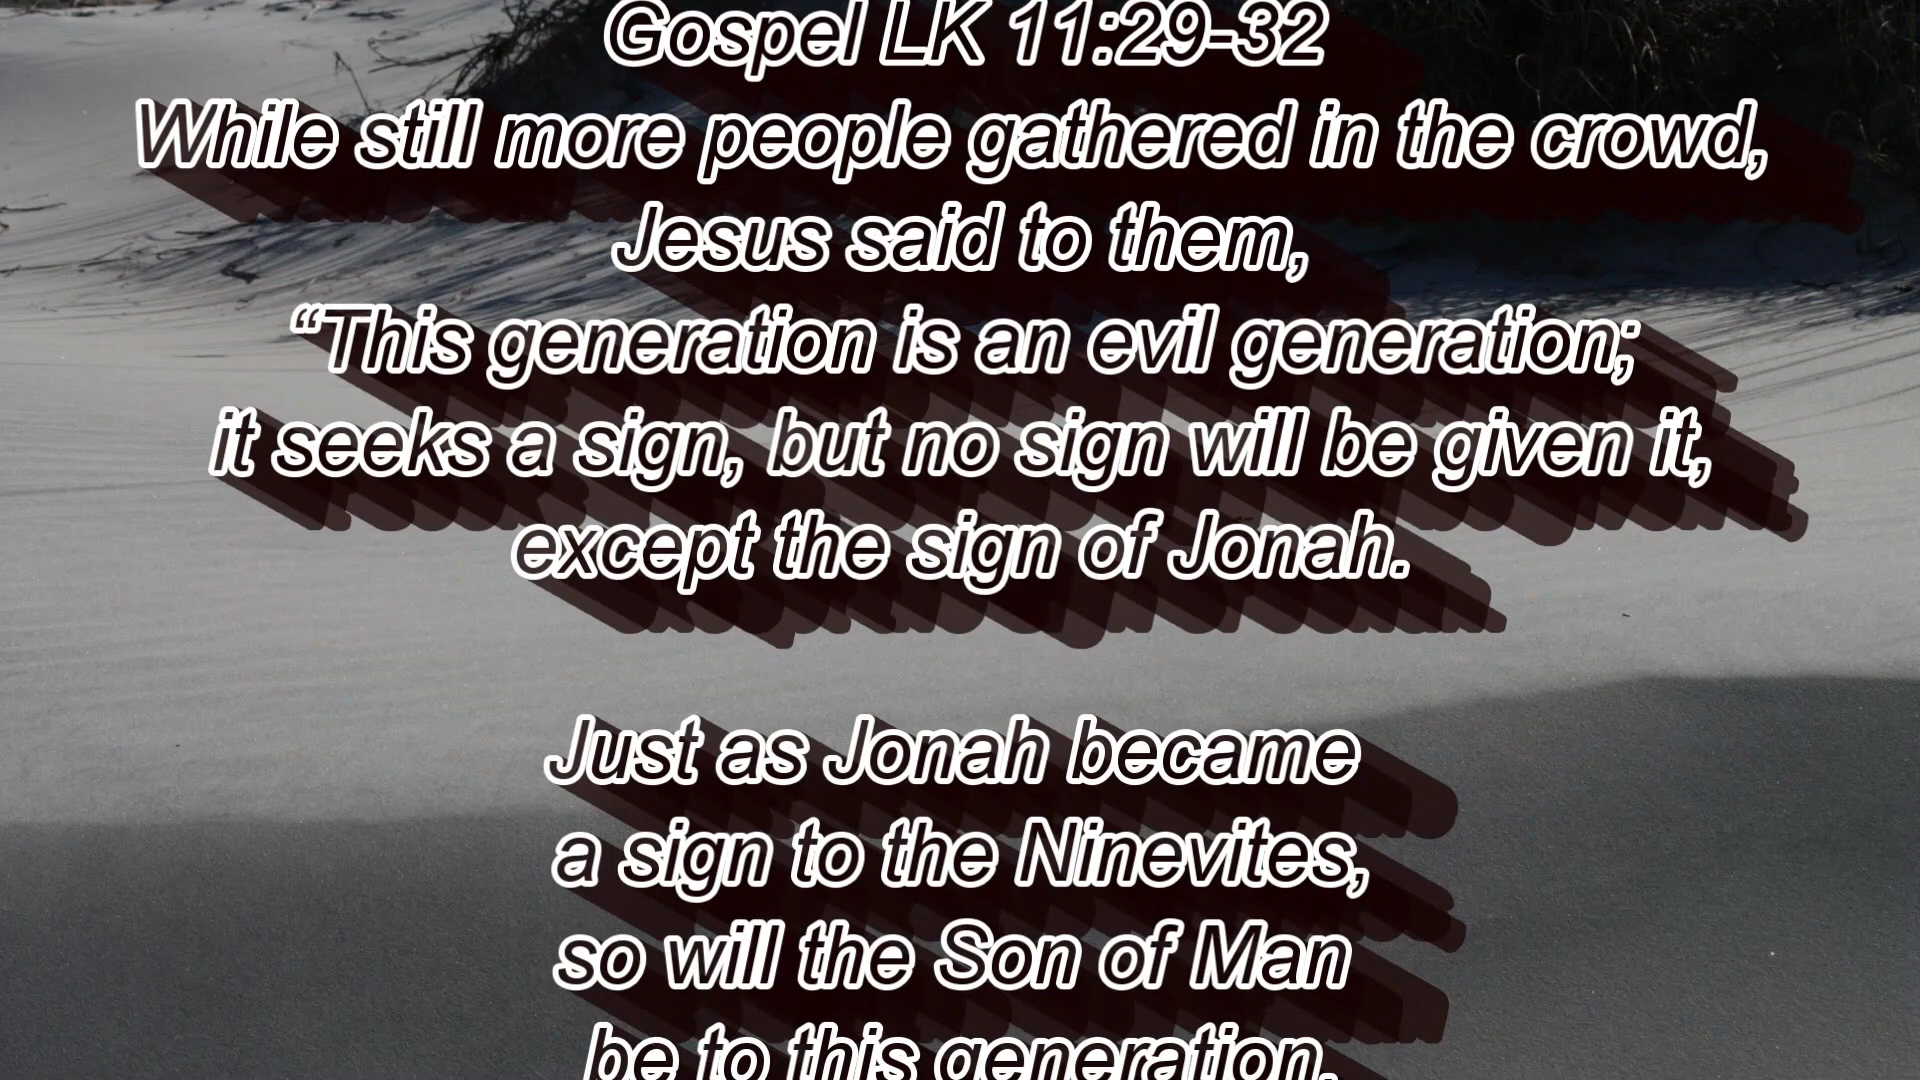 Gospel LK 11:29-32
While still more people gathered in the crowd,
Jesus said to them,
“This generation is an evil generation;
it seeks a sign, but no sign will be given it,
except the sign of Jonah.
Just as Jonah became
a sign to the Ninevites,
so will the Son of Man
be to this generation.